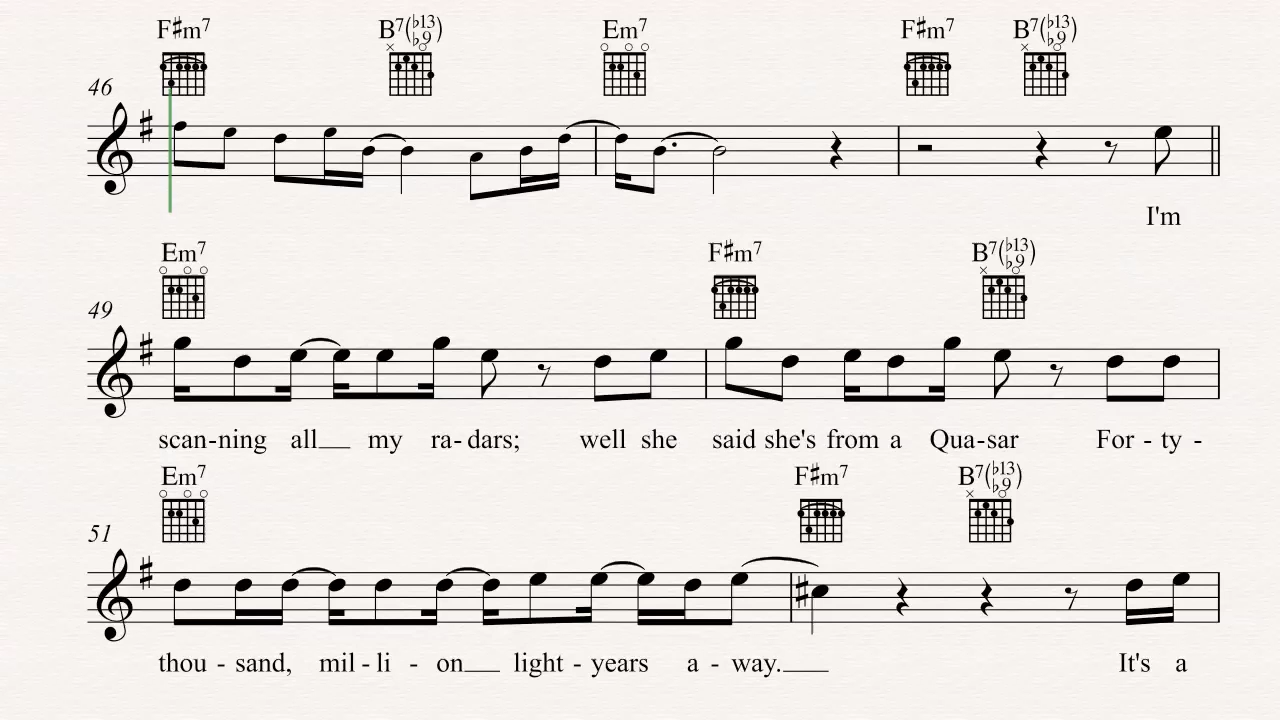 F♯m7 B7(♭13 ♭9) Em7 F♯m7 B7(♭13 ♭9)
46
I'm
Em7 F♯m7 B7(♭13 ♭9)
49
scan-ning all__ my ra-dars; well she said she's from a Qua-sar For-ty-
Em7 F♯m7 B7(♭13 ♭9)
51
thou-sand, mil-li-on__ light-years a-way.__ It's a